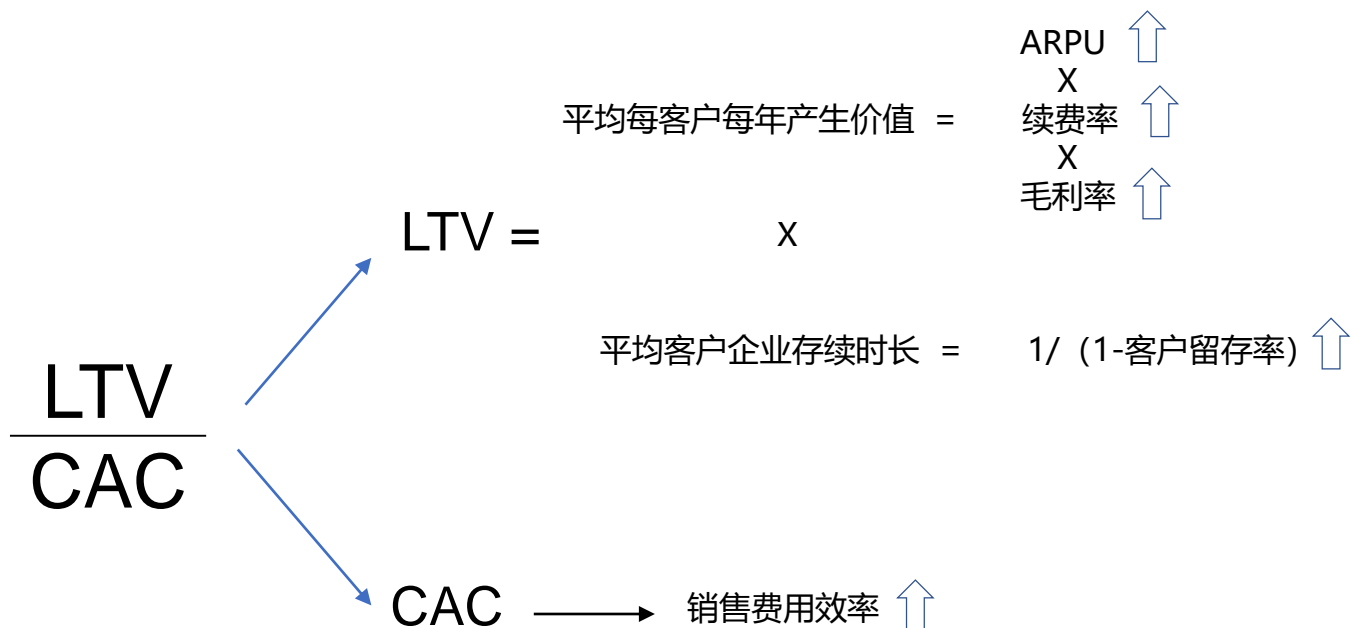 ARPU
X
平均每客户每年产生价值 = 续费率
X
毛利率
LTV = X
平均客户企业存续时长 = 1/ (1-客户留存率)
LTV
CAC
CAC 销售费用效率